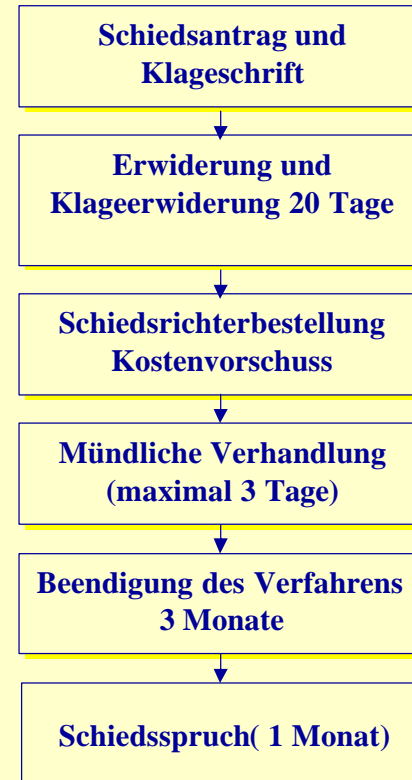 Schiedsantrag und
Klageschrift
Erwiderung und
Klageerwiderung 20 Tage
Schiedsrichterbestellung
Kostenvorschuss
Mündliche Verhandlung
(maximal 3 Tage)
Beendigung des Verfahrens
3 Monate
Schiedsspruch( 1 Monat)